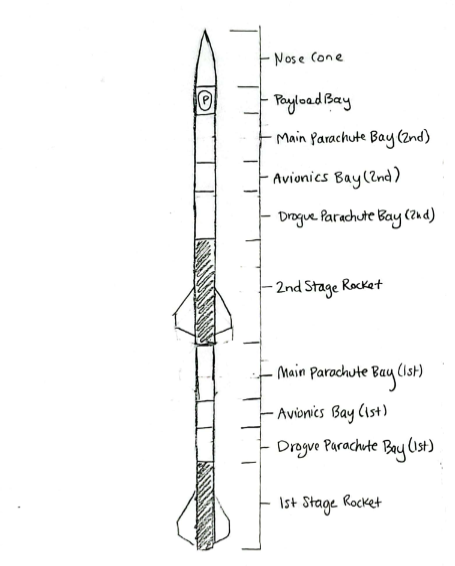 Nose Cone
P
Payload Bay
Main Parachute Bay (2nd)
Avionics Bay (2nd)
Drogue Parachute Bay (2nd)
2nd Stage Rocket
Main Parachute Bay (1st)
Avionics Bay (1st)
Drogue Parachute Bay (1st)
1st Stage Rocket